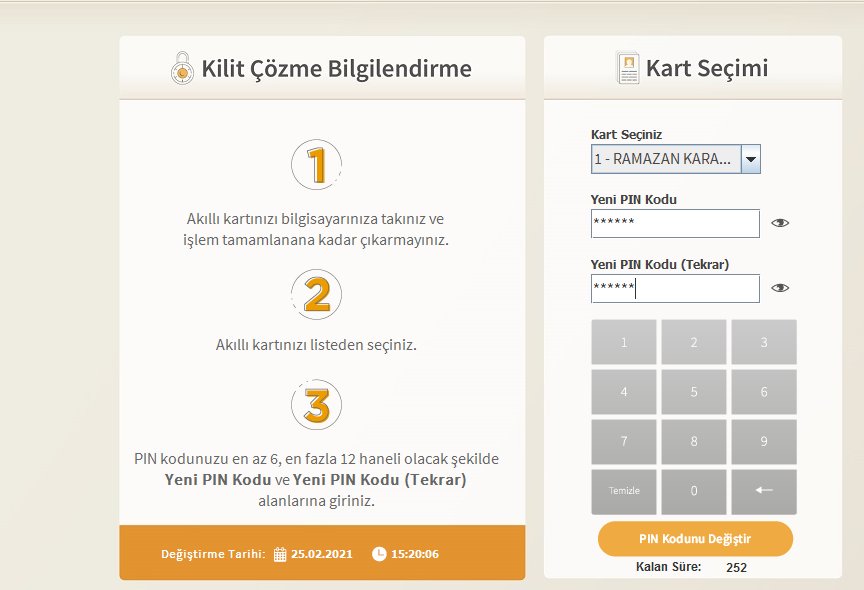 Kilit Çözme Bilgilendirme
1
Akıllı kartınızı bilgisayarınıza takınız ve
işlem tamamlanana kadar çıkarmayınız.
2
Akıllı kartınızı listeden seçiniz.
3
PIN kodunuzu en az 6, en fazla 12 haneli olacak şekilde
Yeni PIN Kodu ve Yeni PIN Kodu (Tekrar)
alanlarına giriniz.
Değiştirme Tarihi: 25.02.2021 15:20:06
Kart Seçimi
Kart Seçiniz
1 - RAMAZAN KARA...
Yeni PIN Kodu
******
Yeni PIN Kodu (Tekrar)
******
1 2 3
4 5 6
7 8 9
Temizle 0 ←
PIN Kodunu Değiştir
Kalan Süre: 252